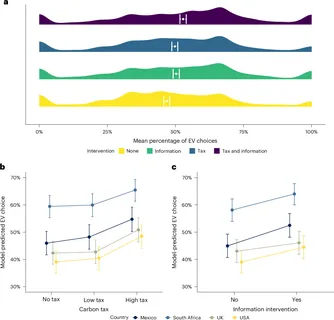 a
0% 25% 50% 75% 100%
Mean percentage of EV choices
Intervention None Information Tax Tax and information
b
c
70%
60%
50%
40%
30%
Model-predicted EV choice
No tax Low tax High tax
Carbon tax
70%
60%
50%
40%
30%
Model-predicted EV choice
No Yes
Information intervention
Country Mexico South Africa UK USA